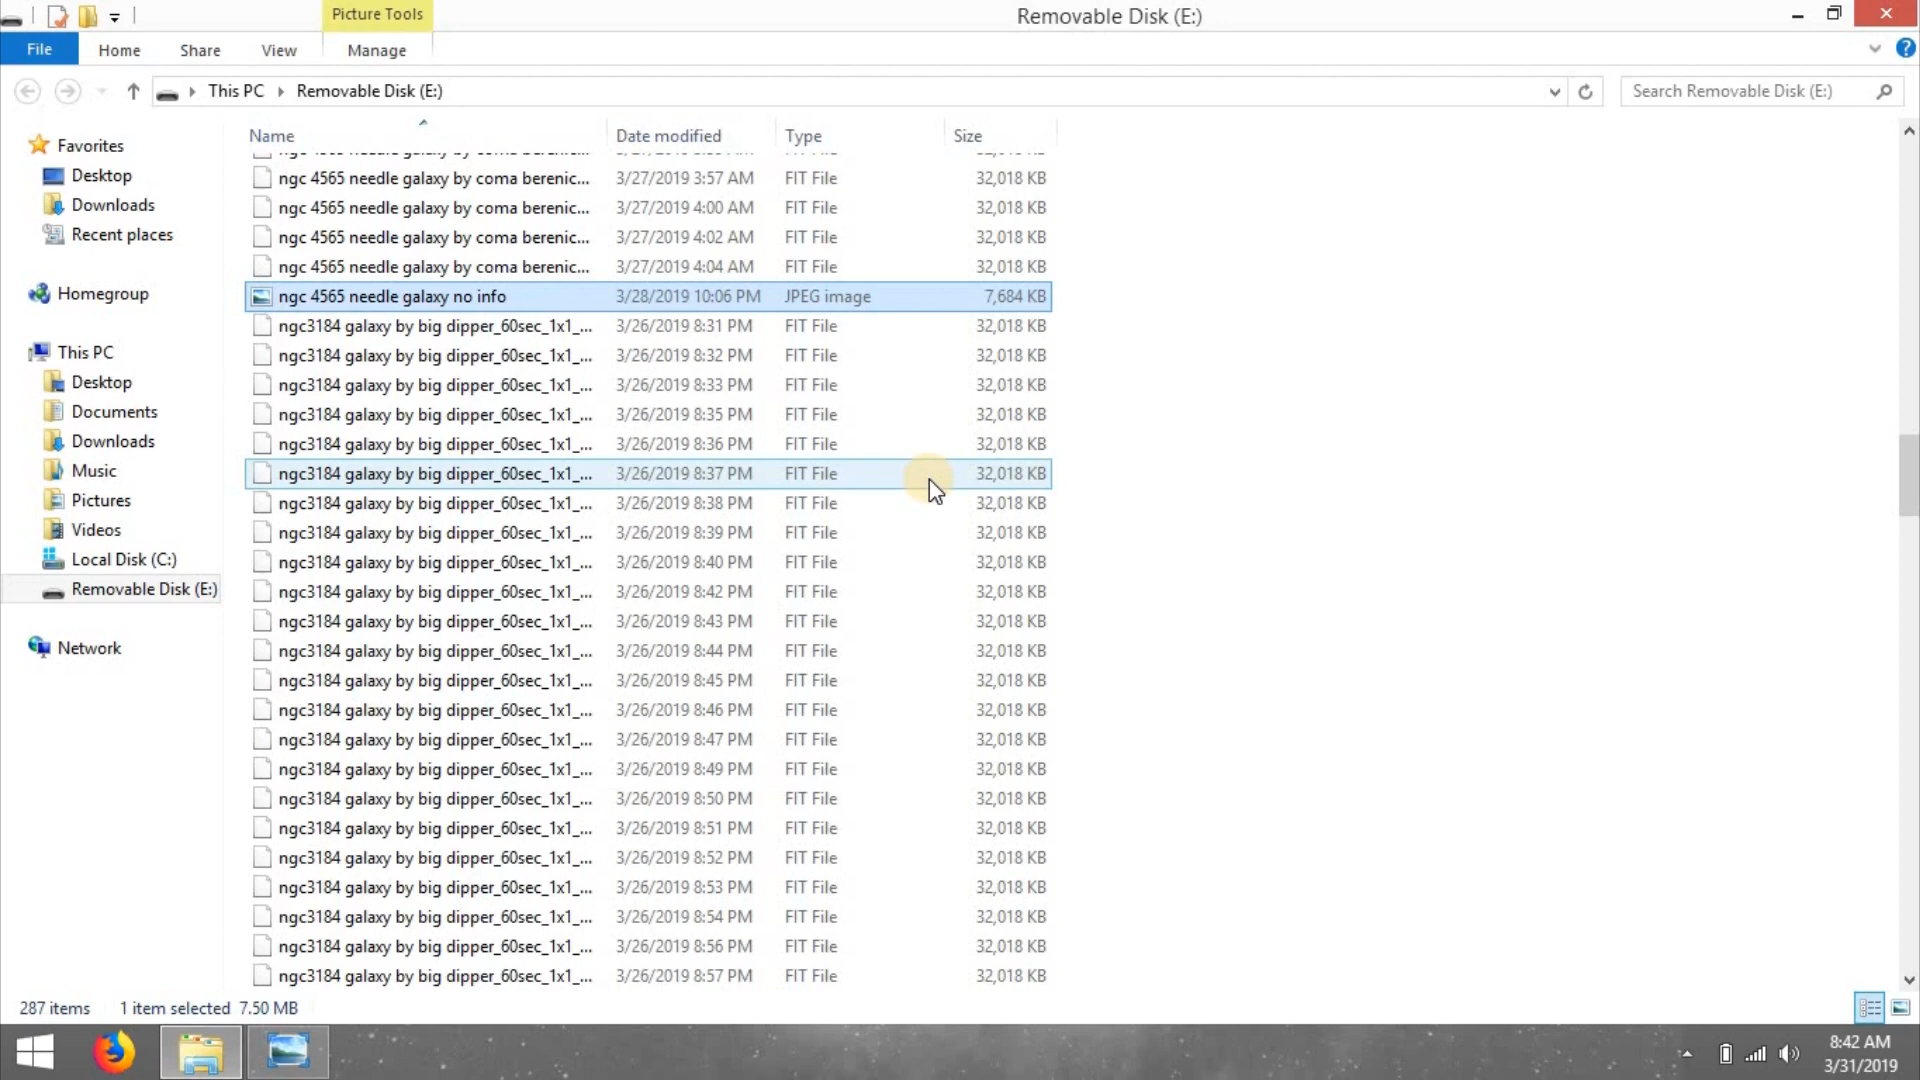 Picture Tools
Removable Disk (E:)
File Home Share View Manage
This PC Removable Disk (E:)
Search Removable Disk (E:)
Name Date modified Type Size
Favorites
Desktop
Downloads
Recent places
Homegroup
This PC
Desktop
Documents
Downloads
Music
Pictures
Videos
Local Disk (C:)
Removable Disk (E:)
Network
ngc 4565 needle galaxy by coma berenic... 3/27/2019 3:57 AM FIT File 32,018 KB
ngc 4565 needle galaxy by coma berenic... 3/27/2019 4:00 AM FIT File 32,018 KB
ngc 4565 needle galaxy by coma berenic... 3/27/2019 4:02 AM FIT File 32,018 KB
ngc 4565 needle galaxy by coma berenic... 3/27/2019 4:04 AM FIT File 32,018 KB
ngc 4565 needle galaxy no info 3/28/2019 10:06 PM JPEG image 7,684 KB
ngc3184 galaxy by big dipper_60sec_1x1_... 3/26/2019 8:31 PM FIT File 32,018 KB
ngc3184 galaxy by big dipper_60sec_1x1_... 3/26/2019 8:32 PM FIT File 32,018 KB
ngc3184 galaxy by big dipper_60sec_1x1_... 3/26/2019 8:33 PM FIT File 32,018 KB
ngc3184 galaxy by big dipper_60sec_1x1_... 3/26/2019 8:35 PM FIT File 32,018 KB
ngc3184 galaxy by big dipper_60sec_1x1_... 3/26/2019 8:36 PM FIT File 32,018 KB
ngc3184 galaxy by big dipper_60sec_1x1_... 3/26/2019 8:37 PM FIT File 32,018 KB
ngc3184 galaxy by big dipper_60sec_1x1_... 3/26/2019 8:38 PM FIT File 32,018 KB
ngc3184 galaxy by big dipper_60sec_1x1_... 3/26/2019 8:39 PM FIT File 32,018 KB
ngc3184 galaxy by big dipper_60sec_1x1_... 3/26/2019 8:40 PM FIT File 32,018 KB
ngc3184 galaxy by big dipper_60sec_1x1_... 3/26/2019 8:42 PM FIT File 32,018 KB
ngc3184 galaxy by big dipper_60sec_1x1_... 3/26/2019 8:43 PM FIT File 32,018 KB
ngc3184 galaxy by big dipper_60sec_1x1_... 3/26/2019 8:44 PM FIT File 32,018 KB
ngc3184 galaxy by big dipper_60sec_1x1_... 3/26/2019 8:45 PM FIT File 32,018 KB
ngc3184 galaxy by big dipper_60sec_1x1_... 3/26/2019 8:46 PM FIT File 32,018 KB
ngc3184 galaxy by big dipper_60sec_1x1_... 3/26/2019 8:47 PM FIT File 32,018 KB
ngc3184 galaxy by big dipper_60sec_1x1_... 3/26/2019 8:49 PM FIT File 32,018 KB
ngc3184 galaxy by big dipper_60sec_1x1_... 3/26/2019 8:50 PM FIT File 32,018 KB
ngc3184 galaxy by big dipper_60sec_1x1_... 3/26/2019 8:51 PM FIT File 32,018 KB
ngc3184 galaxy by big dipper_60sec_1x1_... 3/26/2019 8:52 PM FIT File 32,018 KB
ngc3184 galaxy by big dipper_60sec_1x1_... 3/26/2019 8:53 PM FIT File 32,018 KB
ngc3184 galaxy by big dipper_60sec_1x1_... 3/26/2019 8:54 PM FIT File 32,018 KB
ngc3184 galaxy by big dipper_60sec_1x1_... 3/26/2019 8:56 PM FIT File 32,018 KB
ngc3184 galaxy by big dipper_60sec_1x1_... 3/26/2019 8:57 PM FIT File 32,018 KB
287 items 1 item selected 7.50 MB
8:42 AM
3/31/2019